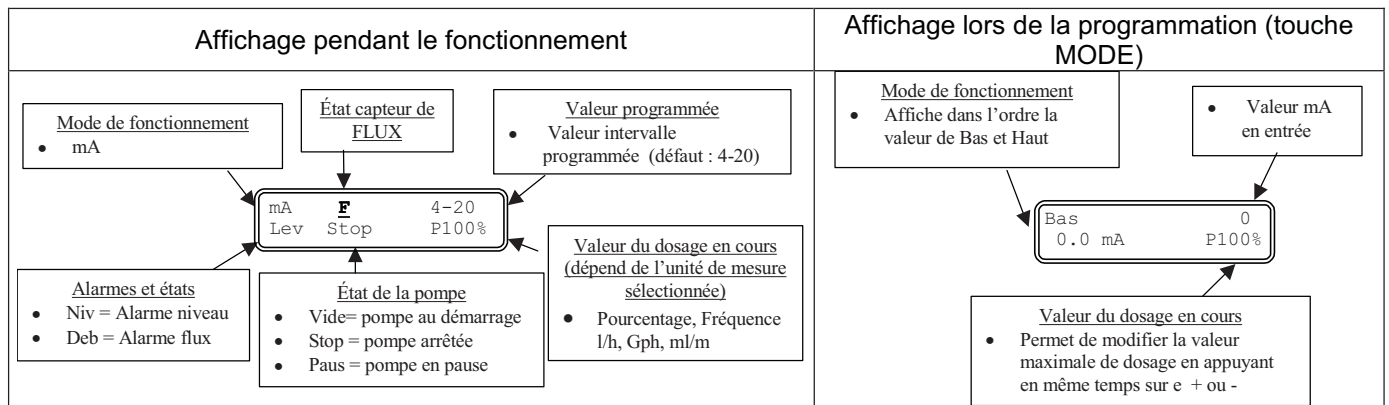 Affichage pendant le fonctionnement
Affichage lors de la programmation (touche
MODE)
Mode de fonctionnement
• mA
État capteur de
FLUX
Valeur programmée
• Valeur intervalle
programmée (défaut : 4-20)
mA F 4-20
Lev Stop P100%
Alarmes et états
• Niv = Alarme niveau
• Deb = Alarme flux
État de la pompe
• Vide= pompe au démarrage
• Stop = pompe arrêtée
• Paus = pompe en pause
Valeur du dosage en cours
(dépend de l’unité de mesure
sélectionnée)
• Pourcentage, Fréquence
l/h, Gph, ml/m
Mode de fonctionnement
• Affiche dans l’ordre la
valeur de Bas et Haut
• Valeur mA
en entrée
Bas 0
0.0 mA P100%
Valeur du dosage en cours
• Permet de modifier la valeur
maximale de dosage en appuyant
en même temps sur e + ou -